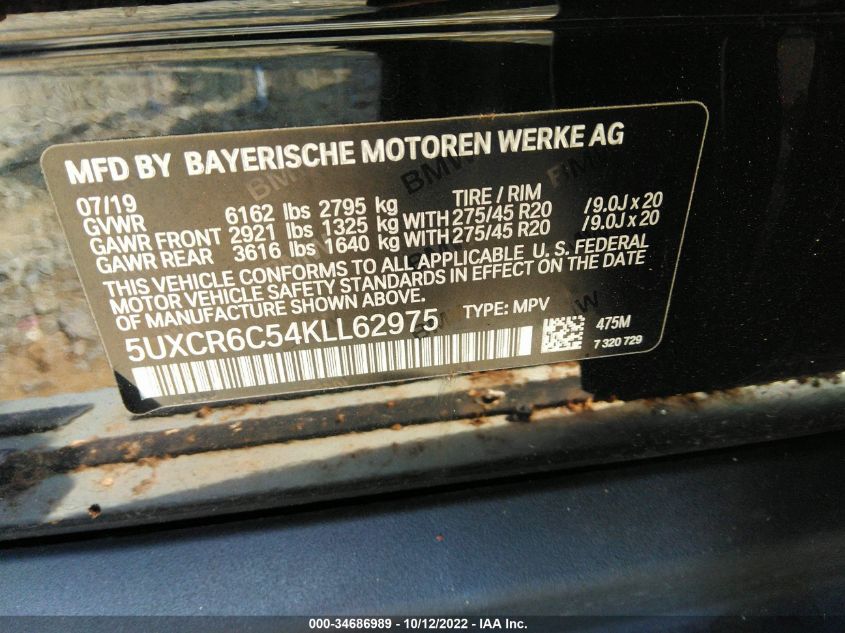 MFD BY BAYERISCHE MOTOREN WERKE AG
07/19 TIRE / RIM
GVWR 6162 lbs 2795 kg
GAWR FRONT 2921 lbs 1325 kg WITH 275/45 R20 /9.0J x 20
GAWR REAR 3616 lbs 1640 kg WITH 275/45 R20 /9.0J x 20
THIS VEHICLE CONFORMS TO ALL APPLICABLE U. S. FEDERAL
MOTOR VEHICLE SAFETY STANDARDS IN EFFECT ON THE DATE
OF MANUFACTURE SHOWN ABOVE.
5UXCR6C54KLL62975 TYPE: MPV
475M
7 320 729
000-34686989 - 10/12/2022 - IAA Inc.